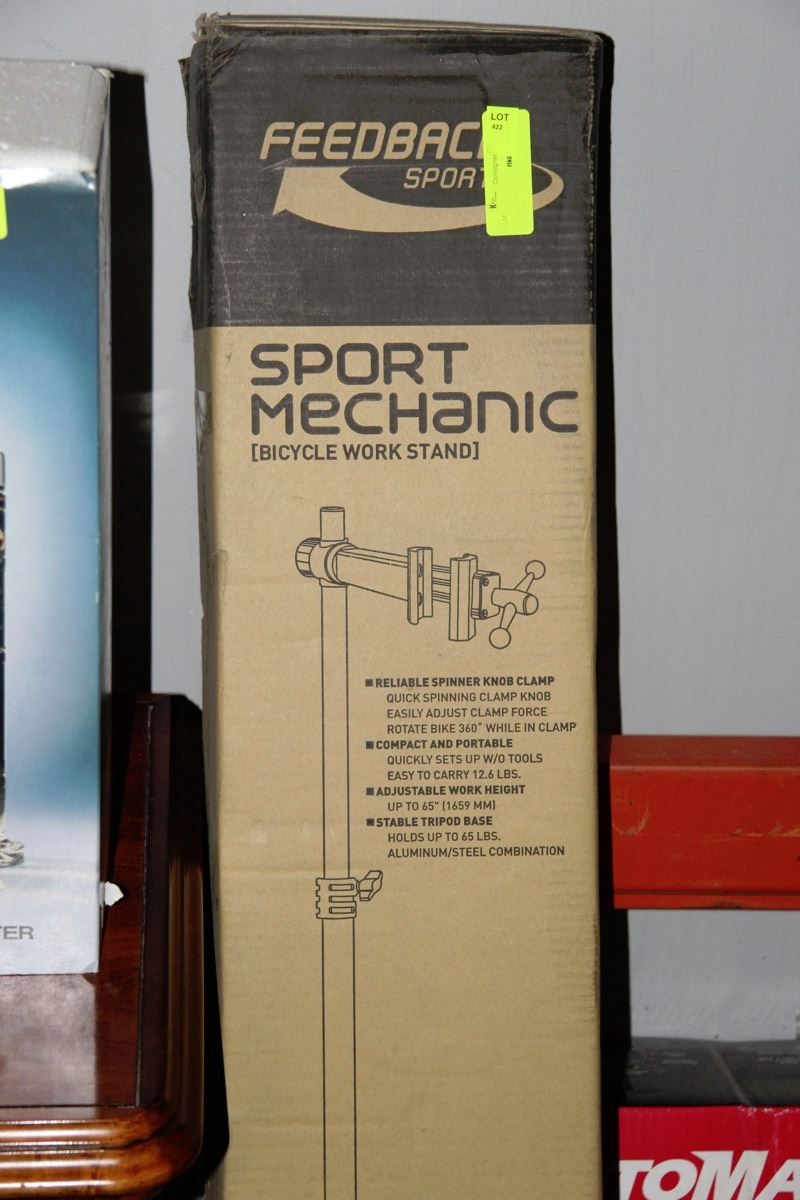 LOT
422
FEEDBAC
SPORT
SPORT
MECHANIC
[BICYCLE WORK STAND]
■ RELIABLE SPINNER KNOB CLAMP
QUICK SPINNING CLAMP KNOB
EASILY ADJUST CLAMP FORCE
ROTATE BIKE 360° WHILE IN CLAMP
■ COMPACT AND PORTABLE
QUICKLY SETS UP W/O TOOLS
EASY TO CARRY 12.6 LBS.
■ ADJUSTABLE WORK HEIGHT
UP TO 65" (1659 MM)
■ STABLE TRIPOD BASE
HOLDS UP TO 65 LBS.
ALUMINUM/STEEL COMBINATION
TER
TOMA